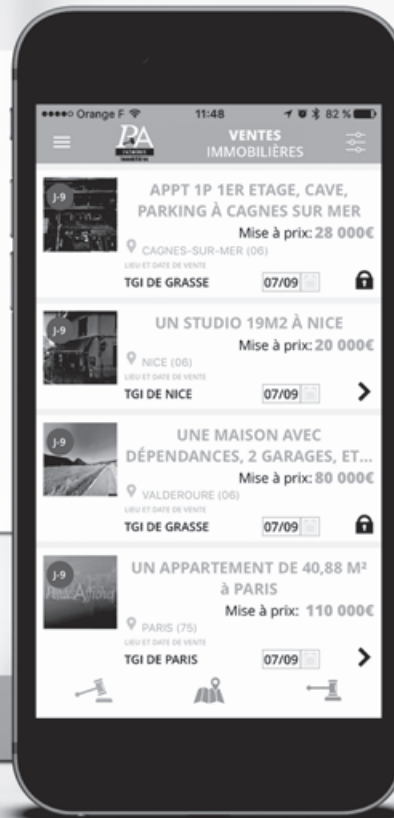 Orange F 11:48 82 %
PA
VENTES
IMMOBILIÈRES
J-9
APPT 1P 1ER ETAGE, CAVE,
PARKING À CAGNES SUR MER
Mise à prix: 28 000€
CAGNES-SUR-MER (06)
LIEU ET DATE DE VENTE
TGI DE GRASSE 07/09
J-9
UN STUDIO 19M2 À NICE
Mise à prix: 20 000€
NICE (06)
LIEU ET DATE DE VENTE
TGI DE NICE 07/09
J-9
UNE MAISON AVEC
DÉPENDANCES, 2 GARAGES, ET...
Mise à prix: 80 000€
VALDEROURE (06)
LIEU ET DATE DE VENTE
TGI DE GRASSE 07/09
J-9
UN APPARTEMENT DE 40,88 M²
à PARIS
Mise à prix: 110 000€
PARIS (75)
LIEU ET DATE DE VENTE
TGI DE PARIS 07/09